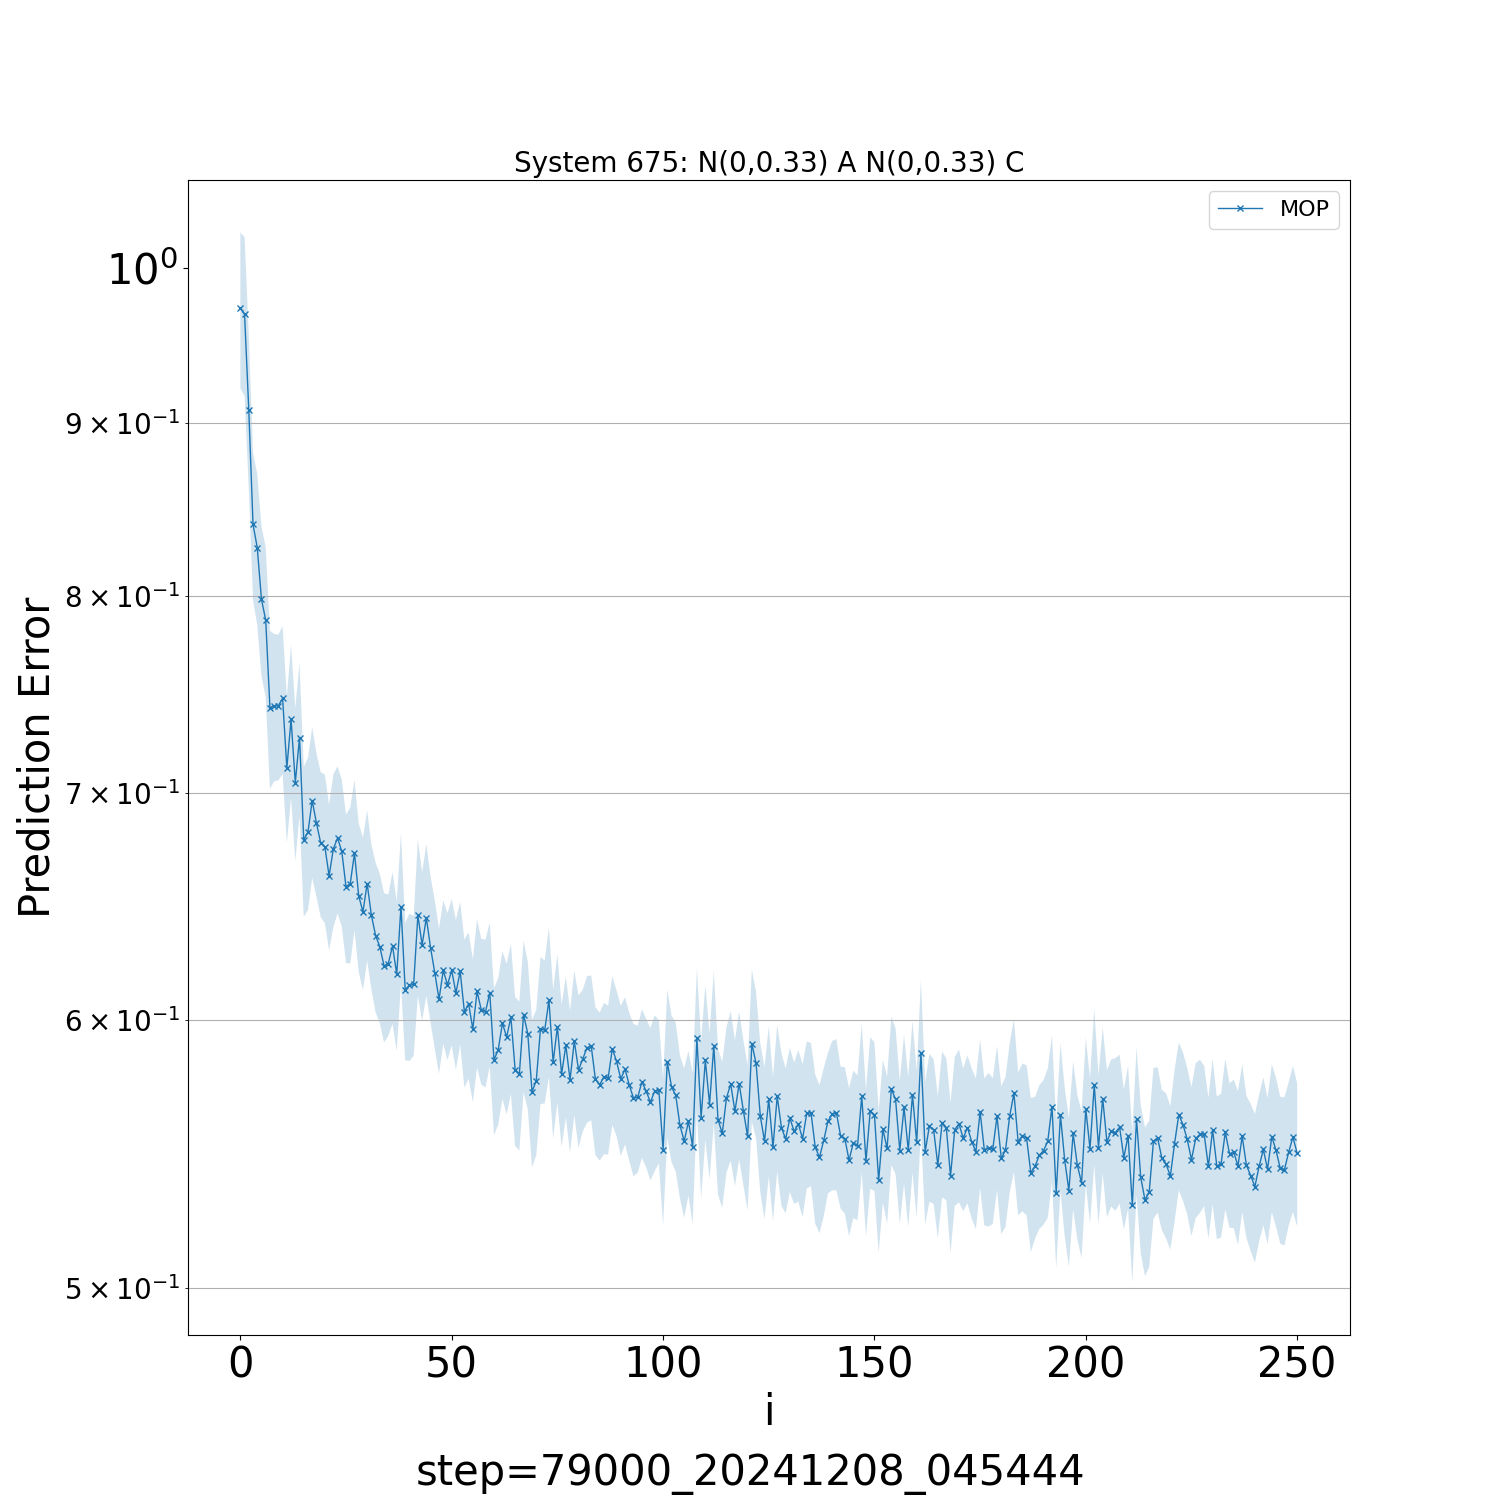 System 675: N(0,0.33) A N(0,0.33) C
MOP
10⁰
9 × 10⁻¹
8 × 10⁻¹
7 × 10⁻¹
6 × 10⁻¹
5 × 10⁻¹
Prediction Error
0 50 100 150 200 250
i
step=79000_20241208_045444